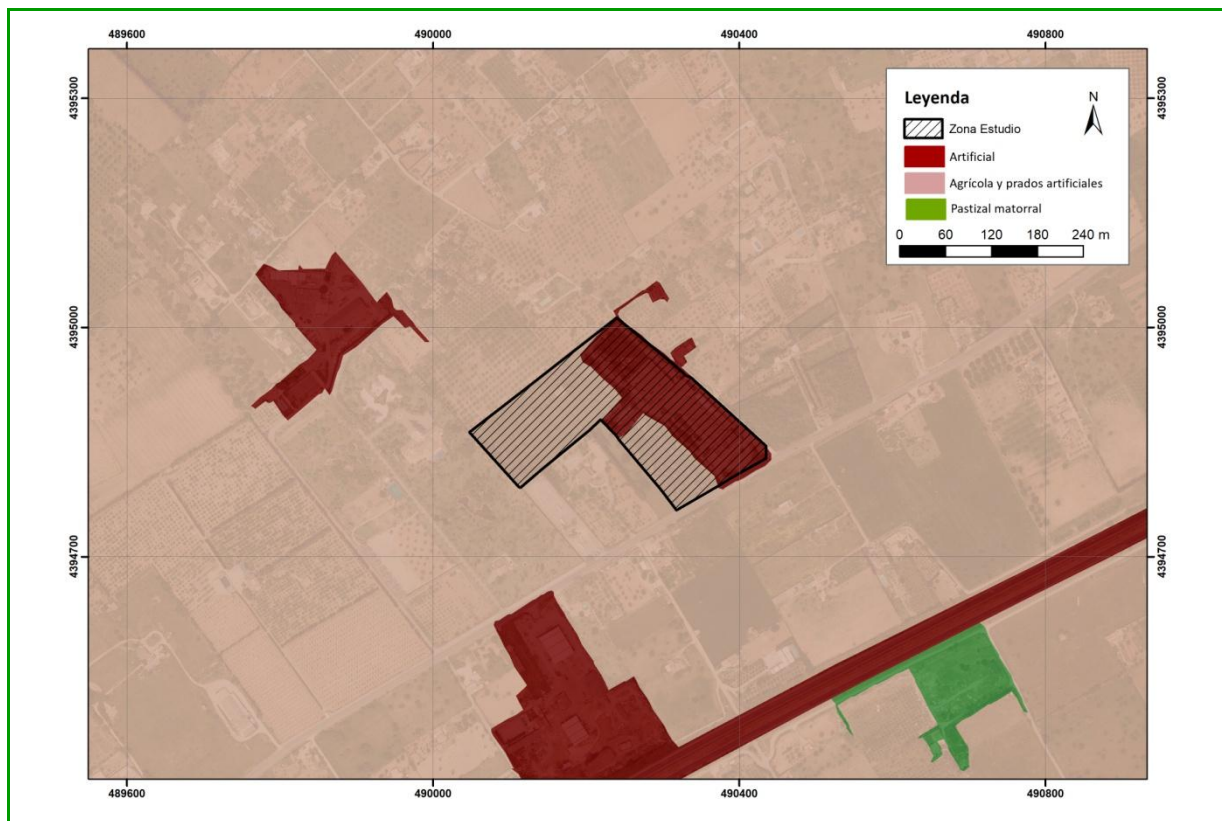 489600 490000 490400 490800
4395300 4395300
Leyenda
N
Zona Estudio
Artificial
Agrícola y prados artificiales
Pastizal matorral
0 60 120 180 240 m
4395000 4395000
4394700 4394700
489600 490000 490400 490800